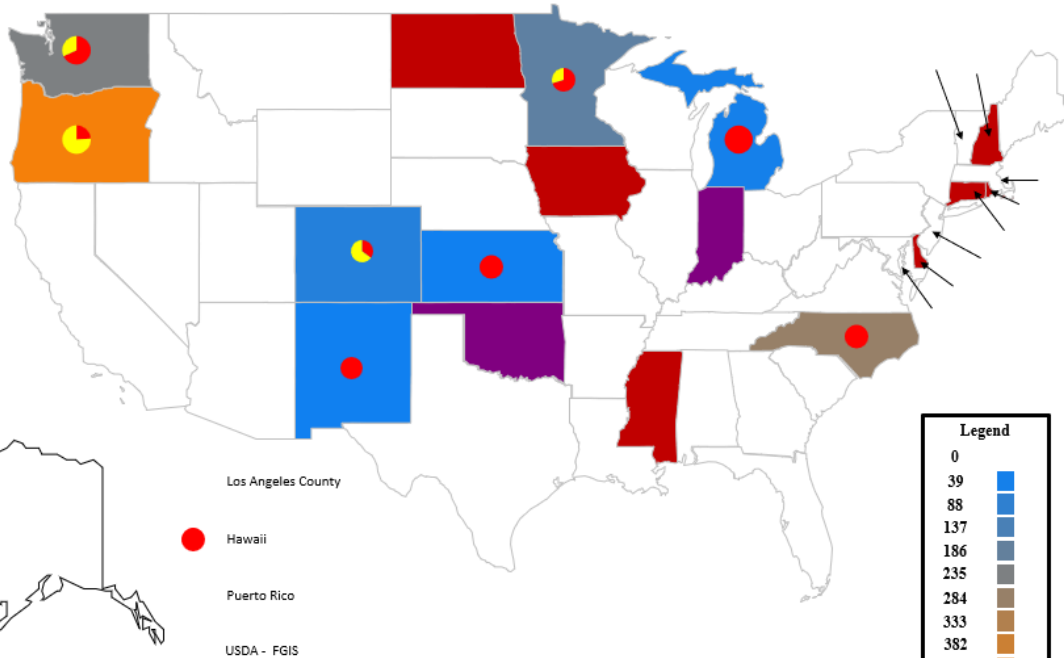 Los Angeles County
Hawaii
Puerto Rico
USDA - FGIS
Legend
0
39
88
137
186
235
284
333
382